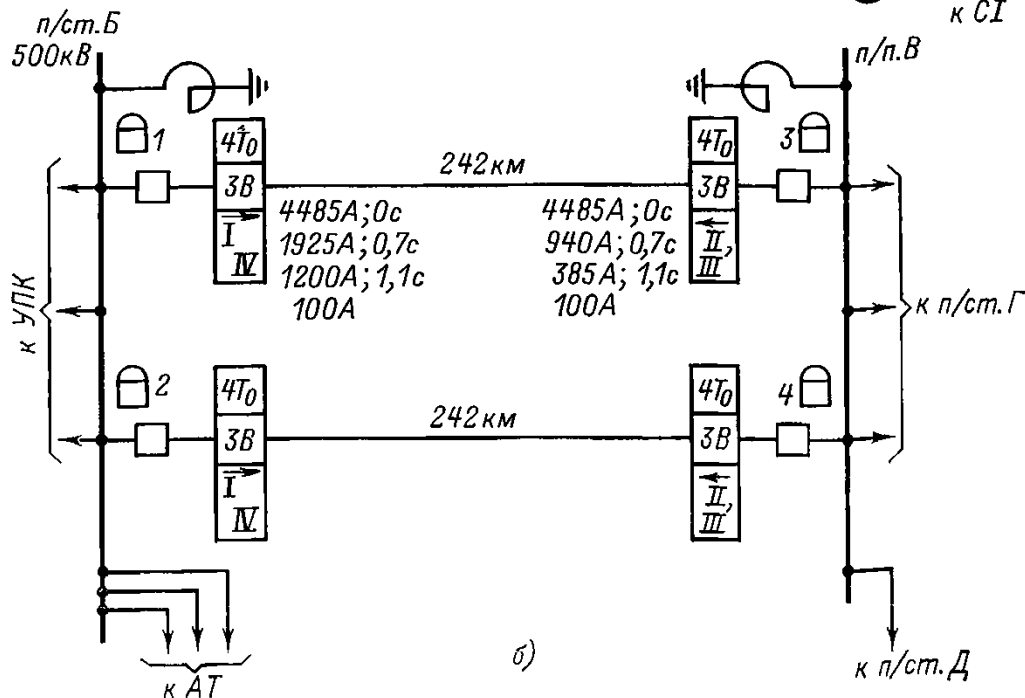 к СI
п/ст.Б
500кВ
п/п.В
1
4T₀
4T₀
3
242км
3В
3В
4485А; 0с
4485А; 0с
I
IV
1925А; 0,7с
940А; 0,7с
II,
III
1200А; 1,1с
385А; 1,1с
100А
100А
к УПК
к п/ст.Г
2
4T₀
4T₀
4
242км
3В
3В
I
IV
II,
III
б)
к АТ
к п/ст.Д